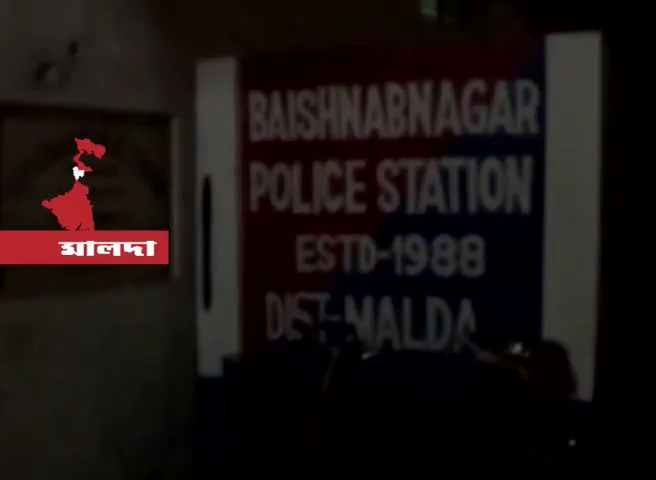 BAISHNABNAGAR
POLICE STATION
ESTD-1988
DIST-MALDA
মালদা